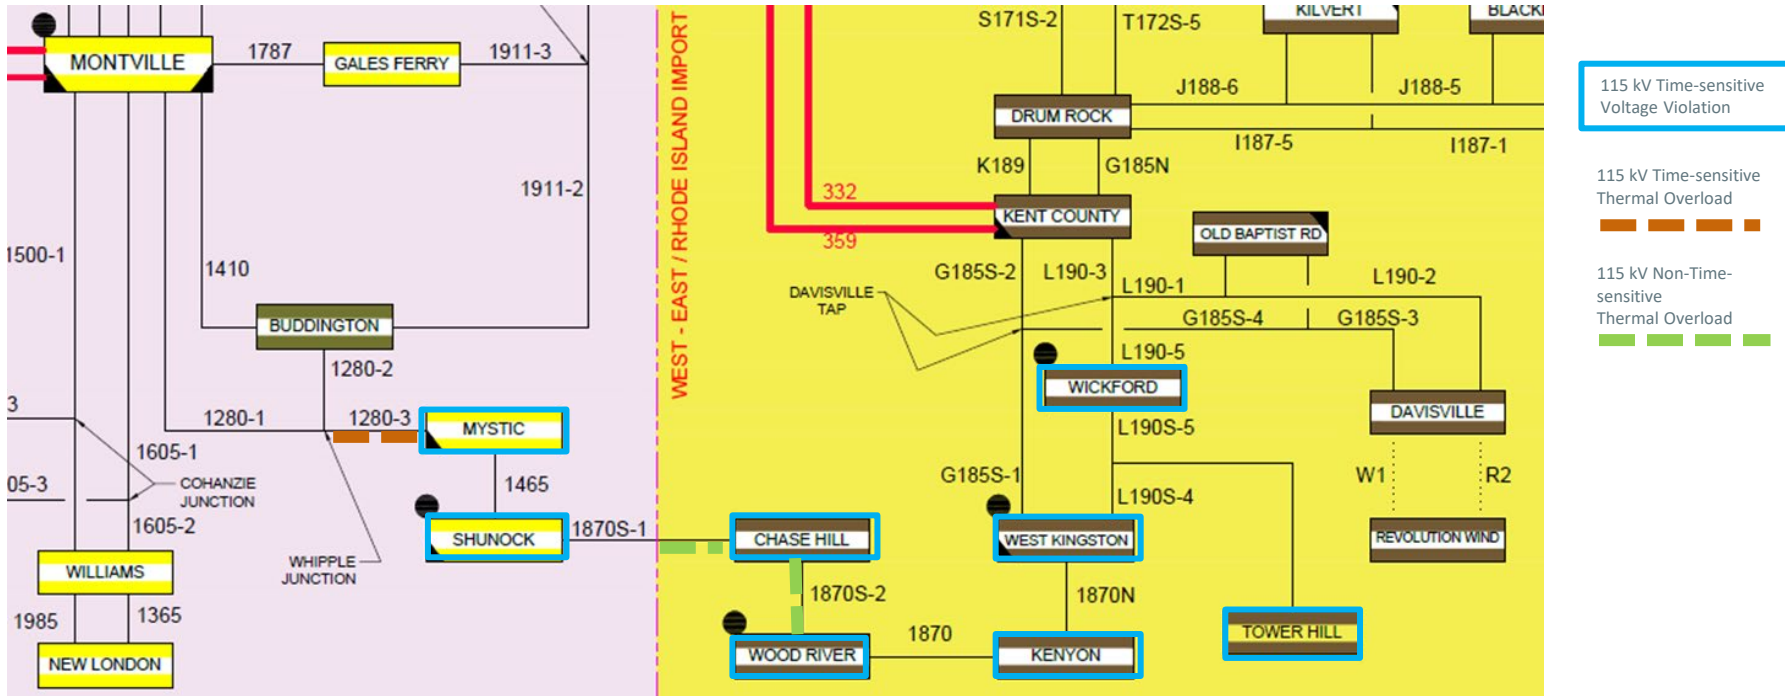 S171S-2
T172S-5
KILVERT
MONTVILLE
1787
GALES FERRY
1911-3
WEST - EAST / RHODE ISLAND IMPORT
DRUM ROCK
J188-6
J188-5
I187-5
I187-1
K189
G185N
1911-2
332
KENT COUNTY
359
OLD BAPTIST RD
1500-1
1410
G185S-2
L190-3
L190-1
L190-2
DAVISVILLE
TAP
G185S-4
G185S-3
BUDDINGTON
L190-5
1280-2
WICKFORD
3
1280-1
1280-3
MYSTIC
L190S-5
DAVISVILLE
1605-1
05-3
COHANZIE
JUNCTION
1465
G185S-1
L190S-4
W1
R2
1605-2
SHUNOCK
1870S-1
CHASE HILL
WEST KINGSTON
REVOLUTION WIND
WHIPPLE
JUNCTION
WILLIAMS
1870S-2
1870N
1985
1365
1870
TOWER HILL
NEW LONDON
WOOD RIVER
KENYON
115 kV Time-sensitive
Voltage Violation
115 kV Time-sensitive
Thermal Overload
115 kV Non-Time-
sensitive
Thermal Overload